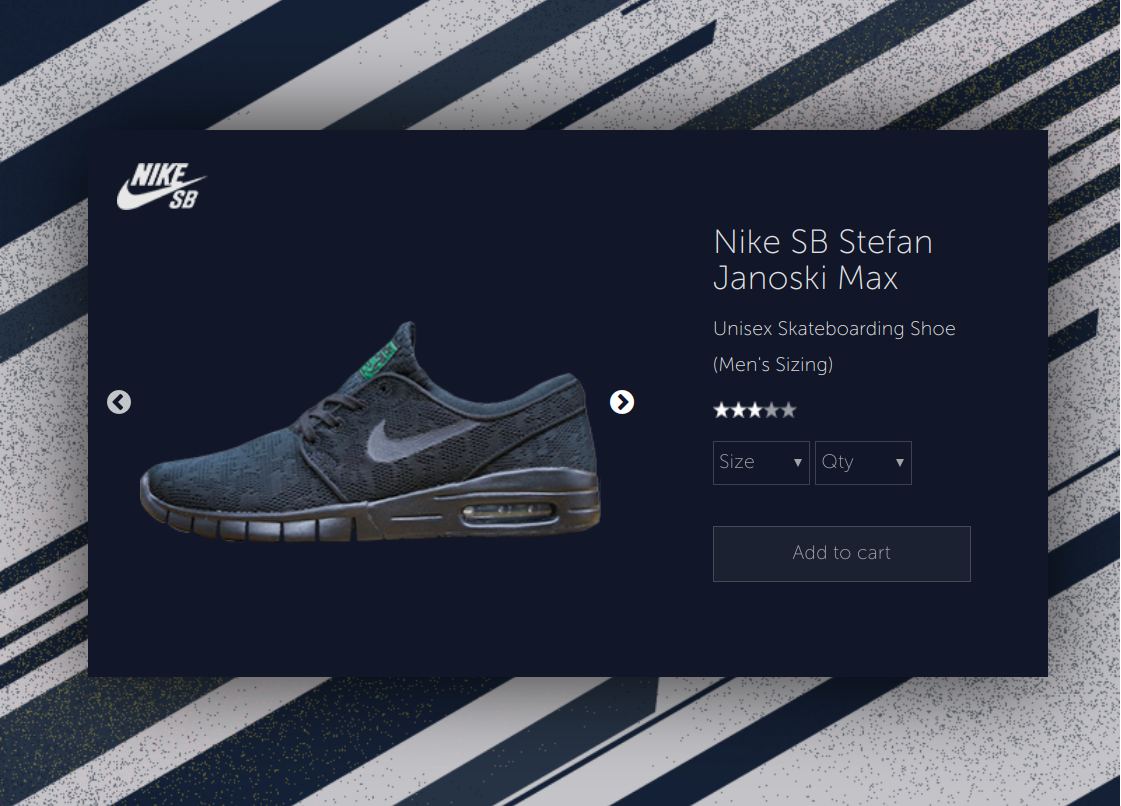 NIKE
SB
Nike SB Stefan
Janoski Max
Unisex Skateboarding Shoe
(Men's Sizing)
Size
Qty
Add to cart